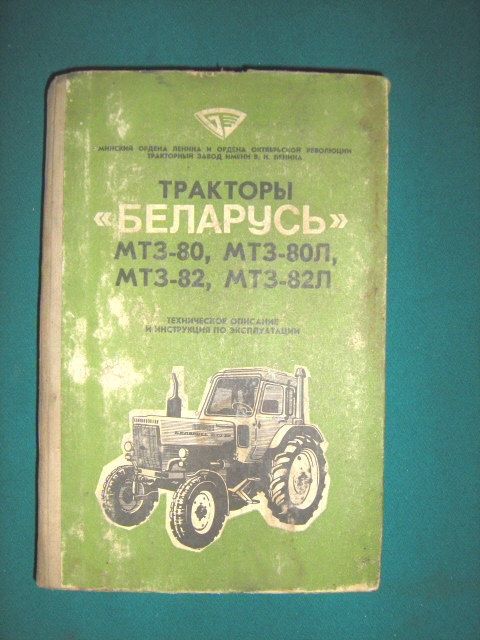 МИНСКИЙ ОРДЕНА ЛЕНИНА И ОРДЕНА ОКТЯБРЬСКОЙ РЕВОЛЮЦИИ
ТРАКТОРНЫЙ ЗАВОД ИМЕНИ В. И. ЛЕНИНА
ТРАКТОРЫ
«БЕЛАРУСЬ»
МТЗ-80, МТЗ-80Л,
МТЗ-82, МТЗ-82Л
ТЕХНИЧЕСКОЕ ОПИСАНИЕ
И ИНСТРУКЦИЯ ПО ЭКСПЛУАТАЦИИ
БЕЛАРУСЬ